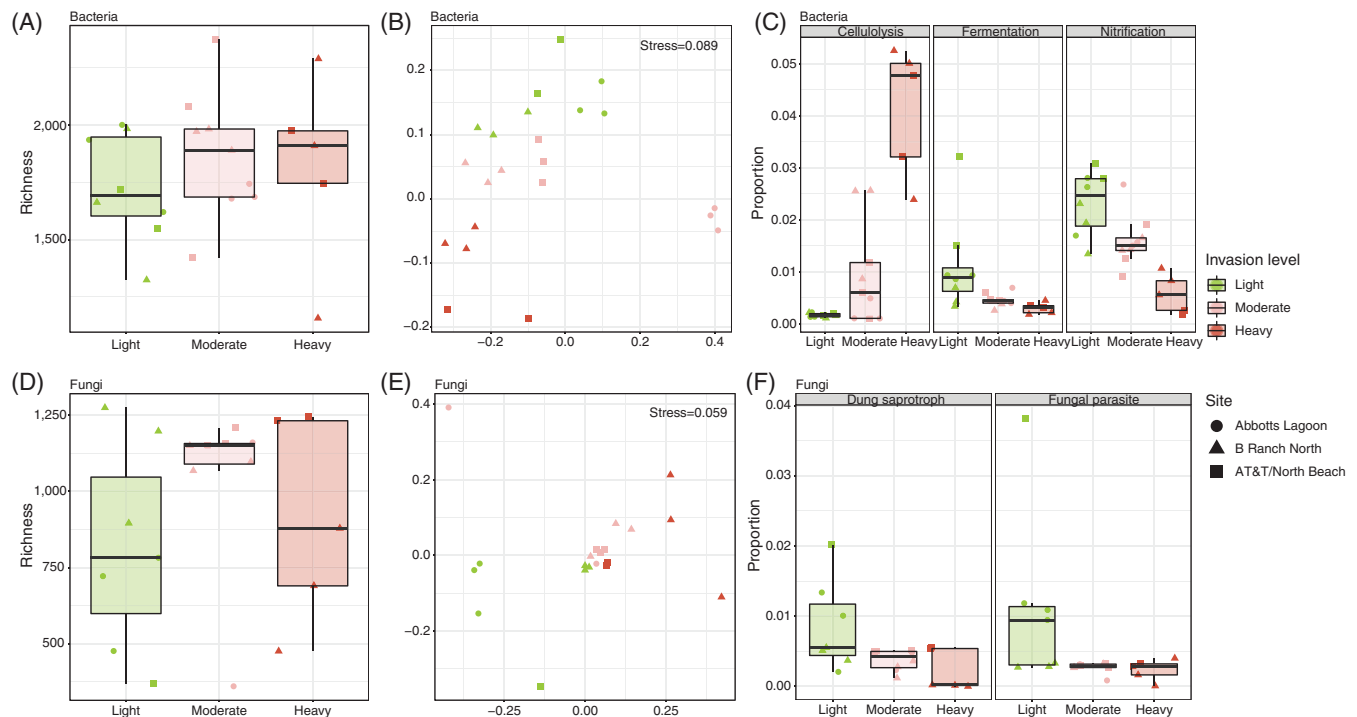 (A)
Bacteria
Richness
2,000
1,500
Light
Moderate
Heavy
(B)
Bacteria
Stress=0.089
0.2
0.1
0.0
−0.1
−0.2
−0.2
0.0
0.2
0.4
(C)
Bacteria
Cellulolysis
Fermentation
Nitrification
Proportion
0.05
0.04
0.03
0.02
0.01
0.00
Light
Moderate
Heavy
Light
Moderate
Heavy
Light
Moderate
Heavy
Invasion level
Light
Moderate
Heavy
(D)
Fungi
Richness
1,250
1,000
750
500
Light
Moderate
Heavy
(E)
Fungi
Stress=0.059
0.4
0.2
0.0
−0.2
−0.25
0.00
0.25
(F)
Fungi
Dung saprotroph
Fungal parasite
Proportion
0.04
0.03
0.02
0.01
0.00
Light
Moderate
Heavy
Light
Moderate
Heavy
Site
Abbotts Lagoon
B Ranch North
AT&T/North Beach